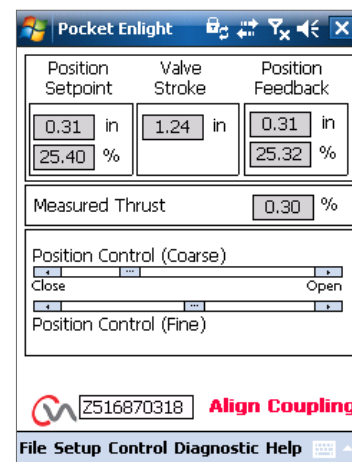 Pocket Enlight
Position Setpoint
Valve Stroke
Position Feedback
0.31 in
1.24 in
0.31 in
25.40 %
25.32 %
Measured Thrust 0.30 %
Position Control (Coarse)
Close Open
Position Control (Fine)
Z516870318 Align Coupling
File Setup Control Diagnostic Help